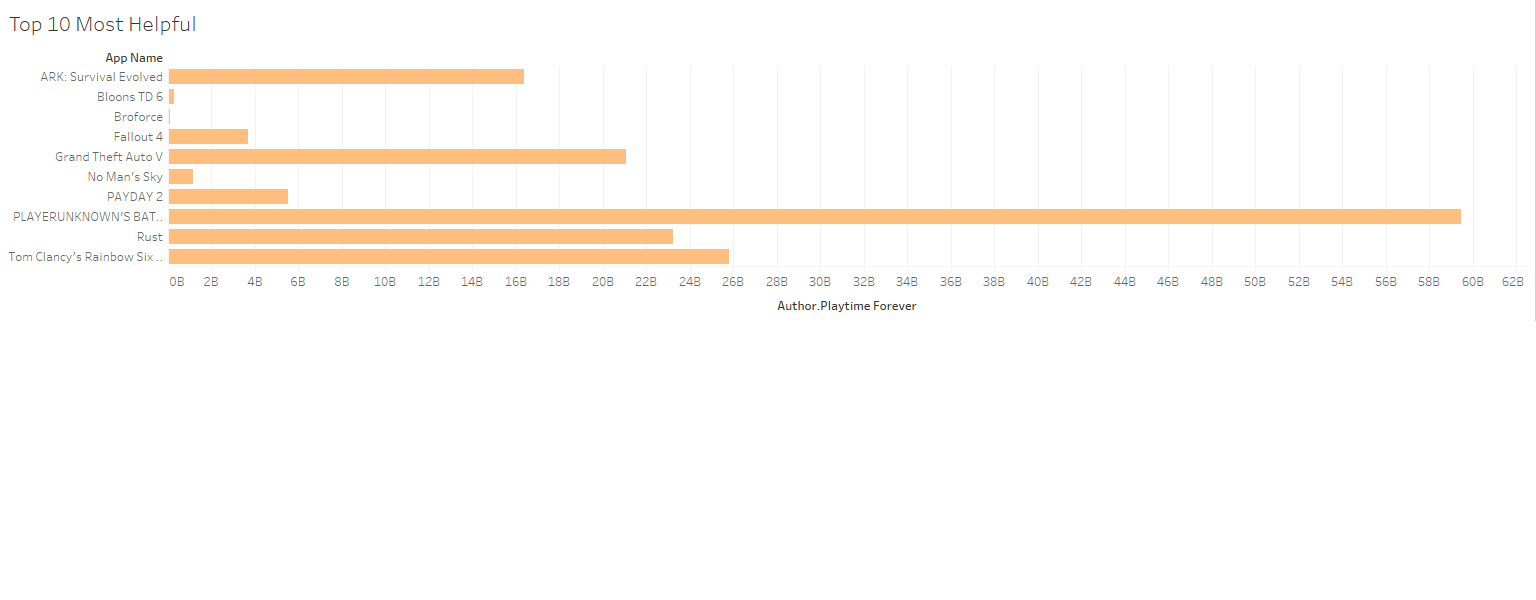 Top 10 Most Helpful
App Name
ARK: Survival Evolved
Bloons TD 6
Broforce
Fallout 4
Grand Theft Auto V
No Man's Sky
PAYDAY 2
PLAYERUNKNOWN'S BAT..
Rust
Tom Clancy's Rainbow Six ..
0B 2B 4B 6B 8B 10B 12B 14B 16B 18B 20B 22B 24B 26B 28B 30B 32B 34B 36B 38B 40B 42B 44B 46B 48B 50B 52B 54B 56B 58B 60B 62B
Author.Playtime Forever